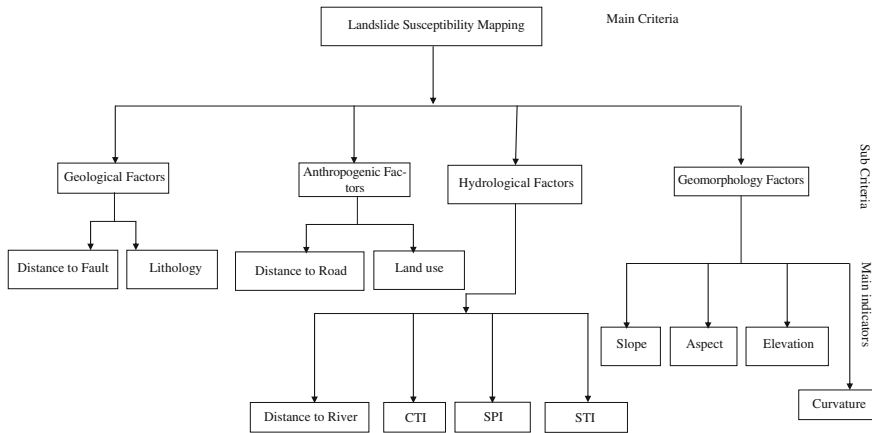 Landslide Susceptibility Mapping
Main Criteria
Geological Factors
Anthropogenic Fac-
tors
Hydrological Factors
Geomorphology Factors
Sub Criteria
Distance to Fault
Lithology
Distance to Road
Land use
Main indicators
Slope
Aspect
Elevation
Curvature
Distance to River
CTI
SPI
STI